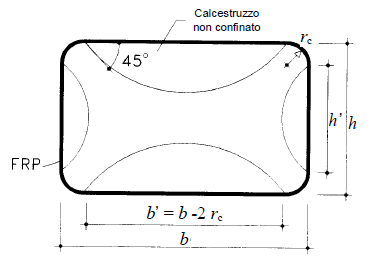 Calcestruzzo
non confinato
r_c
45°
h'
h
FRP
b' = b -2 r_c
b